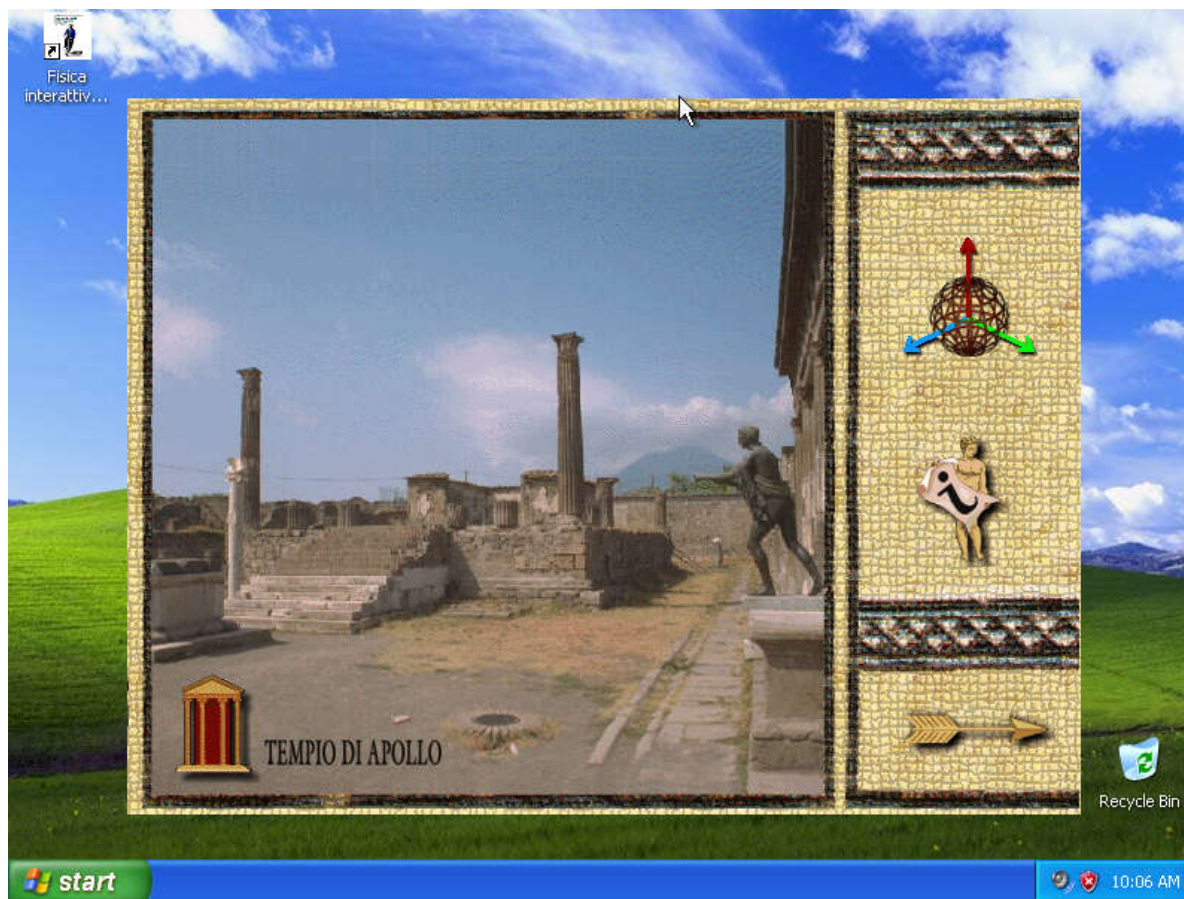 Fisica
interattiv...
TEMPIO DI APOLLO
Recycle Bin
start
10:06 AM